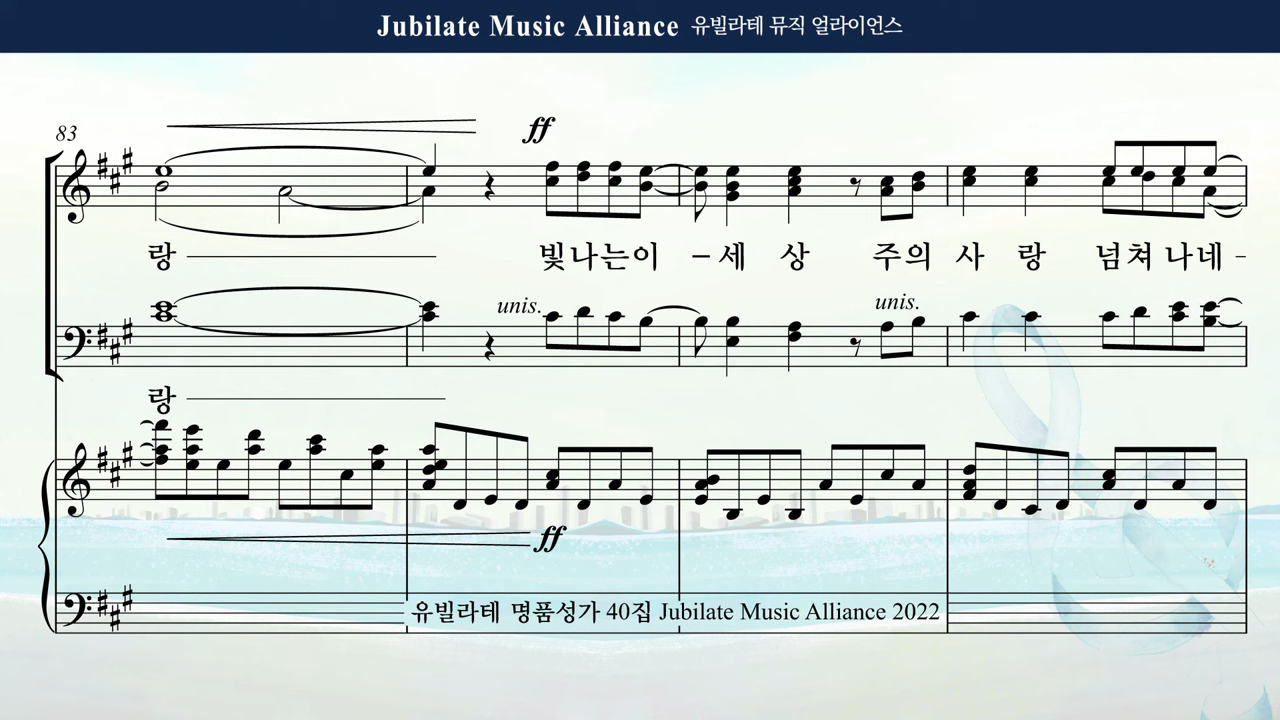 Jubilate Music Alliance 유빌라테 뮤직 얼라이언스
83
ff
랑 빛나는이 – 세 상 주의 사 랑 넘쳐 나네 -
unis. unis.
랑
ff
유빌라테 명품성가 40집 Jubilate Music Alliance 2022